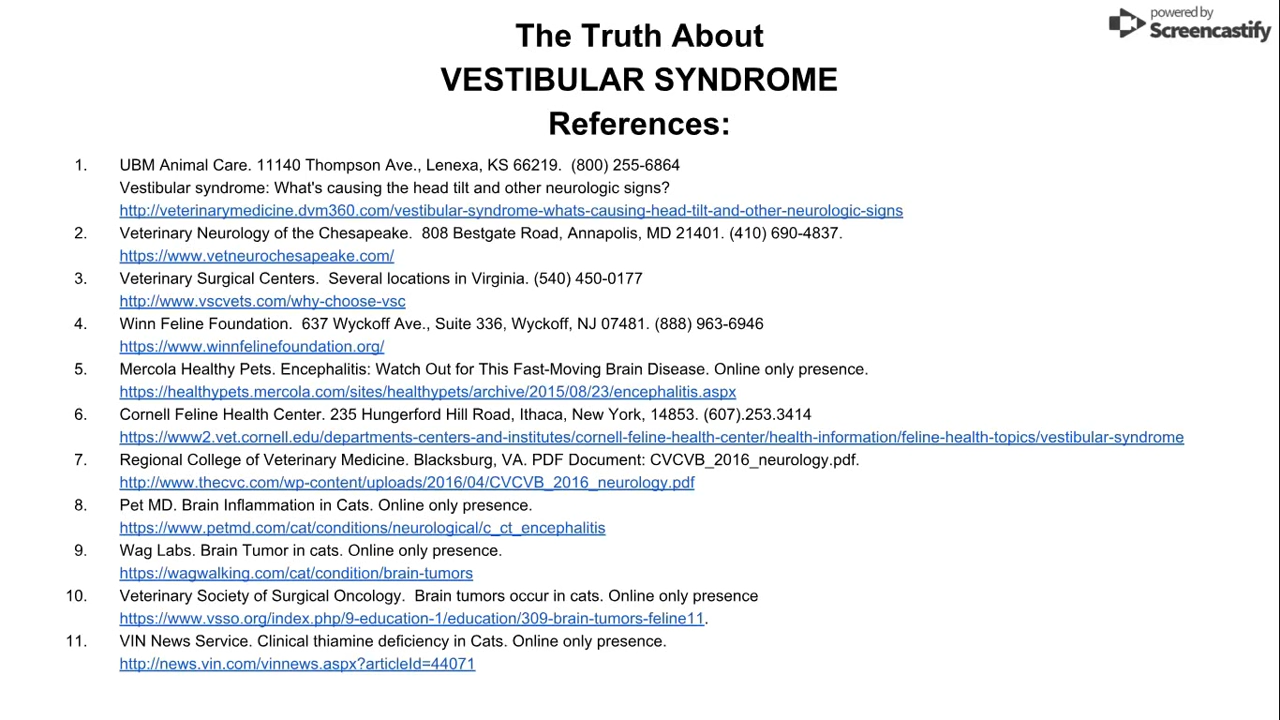 powered by
Screencastify
The Truth About
VESTIBULAR SYNDROME
References:
1. UBM Animal Care. 11140 Thompson Ave., Lenexa, KS 66219. (800) 255-6864
Vestibular syndrome: What's causing the head tilt and other neurologic signs?
http://veterinarymedicine.dvm360.com/vestibular-syndrome-whats-causing-head-tilt-and-other-neurologic-signs
2. Veterinary Neurology of the Chesapeake. 808 Bestgate Road, Annapolis, MD 21401. (410) 690-4837.
https://www.vetneurochesapeake.com/
3. Veterinary Surgical Centers. Several locations in Virginia. (540) 450-0177
http://www.vscvets.com/why-choose-vsc
4. Winn Feline Foundation. 637 Wyckoff Ave., Suite 336, Wyckoff, NJ 07481. (888) 963-6946
https://www.winnfelinefoundation.org/
5. Mercola Healthy Pets. Encephalitis: Watch Out for This Fast-Moving Brain Disease. Online only presence.
https://healthypets.mercola.com/sites/healthypets/archive/2015/08/23/encephalitis.aspx
6. Cornell Feline Health Center. 235 Hungerford Hill Road, Ithaca, New York, 14853. (607).253.3414
https://www2.vet.cornell.edu/departments-centers-and-institutes/cornell-feline-health-center/health-information/feline-health-topics/vestibular-syndrome
7. Regional College of Veterinary Medicine. Blacksburg, VA. PDF Document: CVCVB_2016_neurology.pdf.
http://www.thecvc.com/wp-content/uploads/2016/04/CVCVB_2016_neurology.pdf
8. Pet MD. Brain Inflammation in Cats. Online only presence.
https://www.petmd.com/cat/conditions/neurological/c_ct_encephalitis
9. Wag Labs. Brain Tumor in cats. Online only presence.
https://wagwalking.com/cat/condition/brain-tumors
10. Veterinary Society of Surgical Oncology. Brain tumors occur in cats. Online only presence
https://www.vsso.org/index.php/9-education-1/education/309-brain-tumors-feline11.
11. VIN News Service. Clinical thiamine deficiency in Cats. Online only presence.
http://news.vin.com/vinnews.aspx?articleId=44071